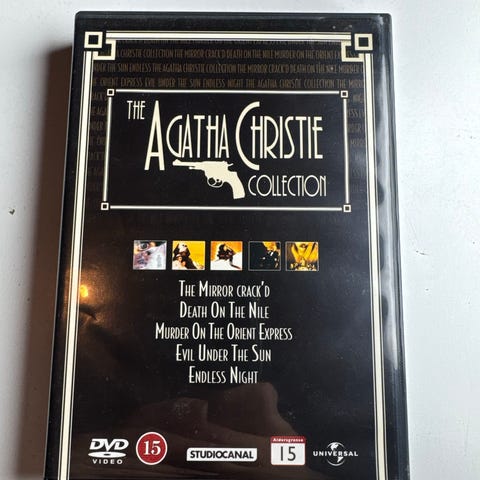 CHRISTIE COLLECTION THE MIRROR CRACK'D DEATH ON THE NILE MURDER ON THE ORIENT
THE SUN ENDLESS THE AGATHA CHRISTIE COLLECTION THE MIRROR CRACK'D DEATH ON THE NILE MURDER
ORIENT EXPRESS EVIL UNDER THE SUN ENDLESS NIGHT THE AGATHA CHRISTIE COLLECTION MIRROR
THE
AGATHA CHRISTIE
COLLECTION
THE MIRROR CRACK'D
DEATH ON THE NILE
MURDER ON THE ORIENT EXPRESS
EVIL UNDER THE SUN
ENDLESS NIGHT
DVD
VIDEO
15
STUDIOCANAL
Aldersgrense
15
UNIVERSAL